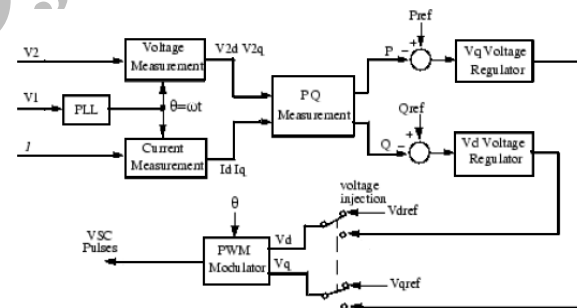 Pref
V2
Voltage
Measurement
V2d V2q
P
Vq Voltage
Regulator
V1
PLL
θ=ωt
PQ
Measurement
Qref
I
Current
Measurement
Id Iq
Q
Vd Voltage
Regulator
voltage
injection
θ
Vdref
VSC
Pulses
PWM
Modulator
Vd
Vq
Vqref